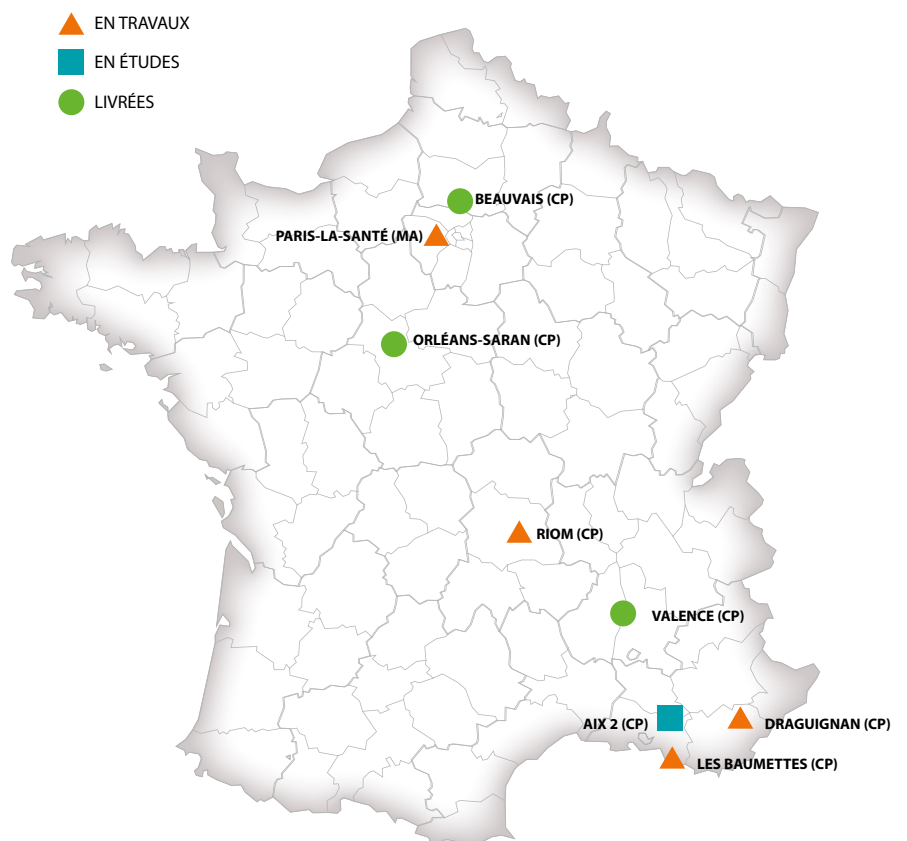 EN TRAVAUX
EN ÉTUDES
LIVRÉES
BEAUVAIS (CP)
PARIS-LA-SANTÉ (MA)
ORLÉANS-SARAN (CP)
RIOM (CP)
VALENCE (CP)
AIX 2 (CP)
DRAGUIGNAN (CP)
LES BAUMETTES (CP)